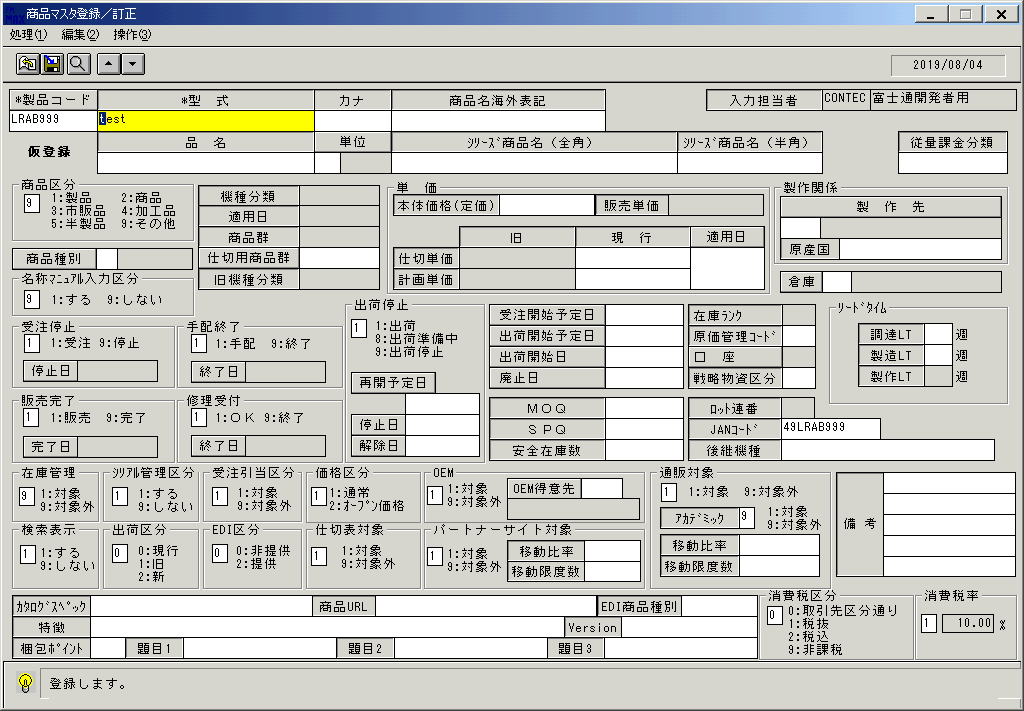 商品マスタ登録／訂正
処理(1) 編集(2) 操作(3)
2019/08/04
*製品コード *型 式 カナ 商品名海外表記 入力担当者 CONTEC 富士通開発者用
LRAB999 test
仮登録 品 名 単位 ｼﾘｰｽﾞ商品名（全角） ｼﾘｰｽﾞ商品名（半角） 従量課金分類
商品区分
9 1:製品 2:商品
3:市販品 4:加工品
5:半製品 9:その他
商品種別
名称ﾏﾆｭｱﾙ入力区分
9 1:する 9:しない
機種分類
適用日
商品群
仕切用商品群
旧機種分類
単 価
本体価格(定価) 販売単価
旧 現 行 適用日
仕切単価
計画単価
製作関係
製 作 先
原産国
倉庫
受注停止
1 1:受注 9:停止
停止日
手配終了
1 1:手配 9:終了
終了日
販売完了
1 1:販売 9:完了
完了日
修理受付
1 1:ＯＫ 9:終了
終了日
出荷停止
1 1:出荷
8:出荷準備中
9:出荷停止
再開予定日
停止日
解除日
受注開始予定日
出荷開始予定日
出荷開始日
廃止日
ＭＯＱ
ＳＰＱ
安全在庫数
在庫ﾗﾝｸ
原価管理ｺｰﾄﾞ
口 座
戦略物資区分
ﾛｯﾄ連番
JANｺｰﾄﾞ 49LRAB999
後継機種
ﾘｰﾄﾞﾀｲﾑ
調達LT 週
製造LT 週
製作LT 週
在庫管理
9 1:対象
9:対象外
ｼﾘｱﾙ管理区分
1 1:する
9:しない
受注引当区分
1 1:対象
9:対象外
価格区分
1 1:通常
2:ｵｰﾌﾟﾝ価格
OEM
1 1:対象
9:対象外
OEM得意先
通販対象
1 1:対象 9:対象外
ｱｶﾃﾞﾐｯｸ 9 1:対象
9:対象外
移動比率
移動限度数
備 考
検索表示
1 1:する
9:しない
出荷区分
0 0:現行
1:旧
2:新
EDI区分
0 0:非提供
2:提供
仕切表対象
1 1:対象
9:対象外
パートナーサイト対象
1 1:対象
9:対象外
移動比率
移動限度数
ｶﾀﾛｸﾞｽﾍﾟｯｸ 商品URL EDI商品種別
特徴 Version
梱包ﾎﾟｲﾝﾄ 題目1 題目2 題目3
消費税区分
0 0:取引先区分通り
1:税抜
2:税込
9:非課税
消費税率
1 10.00 %
登録します。